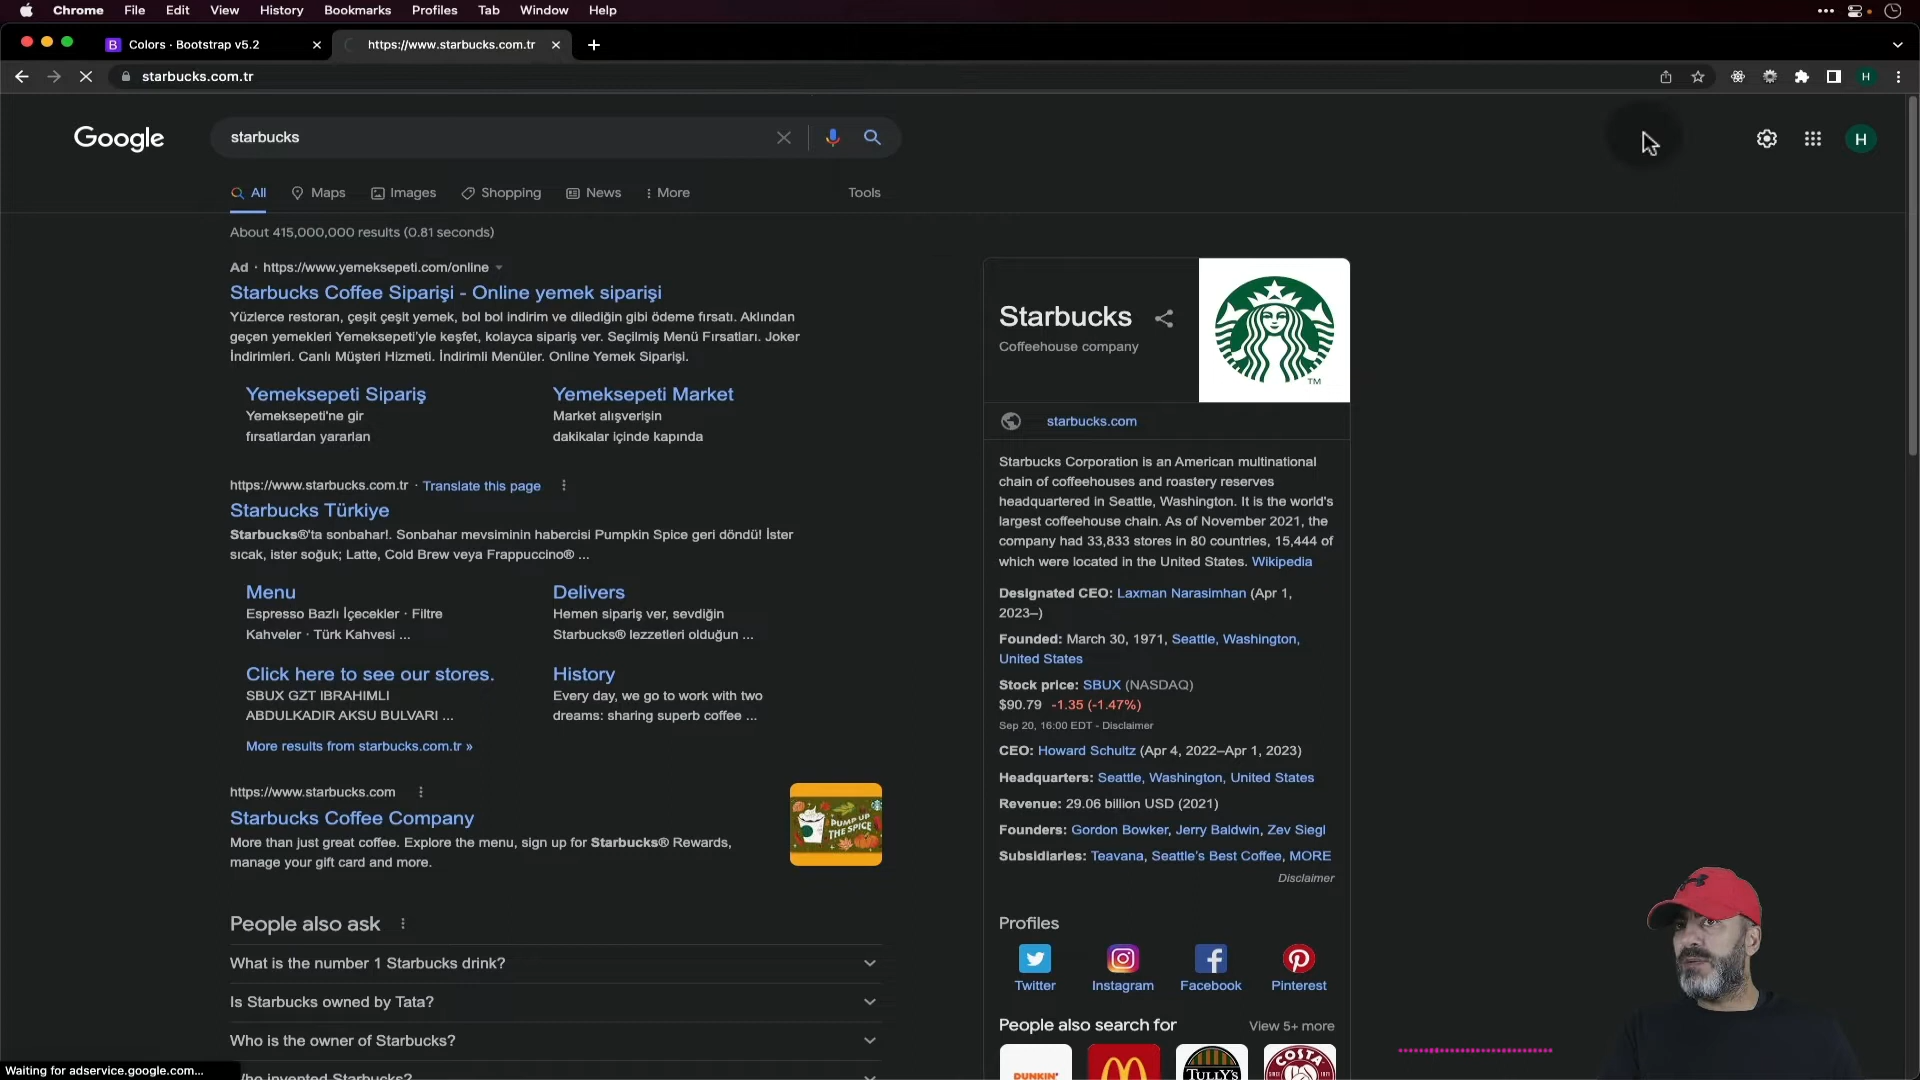 Chrome File Edit View History Bookmarks Profiles Tab Window Help
Colors · Bootstrap v5.2
https://www.starbucks.com.tr
starbucks.com.tr
H
Google
starbucks
H
All Maps Images Shopping News More Tools
About 415,000,000 results (0.81 seconds)
Ad · https://www.yemeksepeti.com/online
Starbucks Coffee Siparişi - Online yemek siparişi
Yüzlerce restoran, çeşit çeşit yemek, bol bol indirim ve dilediğin gibi ödeme fırsatı. Aklından
geçen yemekleri Yemeksepeti'yle keşfet, kolayca sipariş ver. Seçilmiş Menü Fırsatları. Joker
İndirimleri. Canlı Müşteri Hizmeti. İndirimli Menüler. Online Yemek Siparişi.
Yemeksepeti Sipariş
Yemeksepeti'ne gir
fırsatlardan yararlan
Yemeksepeti Market
Market alışverişin
dakikalar içinde kapında
https://www.starbucks.com.tr · Translate this page
Starbucks Türkiye
Starbucks®'ta sonbahar!. Sonbahar mevsiminin habercisi Pumpkin Spice geri döndü! İster
sıcak, ister soğuk; Latte, Cold Brew veya Frappuccino® ...
Menu
Espresso Bazlı İçecekler · Filtre
Kahveler · Türk Kahvesi ...
Delivers
Hemen sipariş ver, sevdiğin
Starbucks® lezzetleri olduğun ...
Click here to see our stores.
SBUX GZT IBRAHIMLI
ABDULKADIR AKSU BULVARI ...
History
Every day, we go to work with two
dreams: sharing superb coffee ...
More results from starbucks.com.tr »
https://www.starbucks.com
Starbucks Coffee Company
More than just great coffee. Explore the menu, sign up for Starbucks® Rewards,
manage your gift card and more.
PUMP UP
THE SPICE
People also ask
What is the number 1 Starbucks drink?
Is Starbucks owned by Tata?
Who is the owner of Starbucks?
Who invented Starbucks?
Starbucks
Coffeehouse company
TM
starbucks.com
Starbucks Corporation is an American multinational
chain of coffeehouses and roastery reserves
headquartered in Seattle, Washington. It is the world's
largest coffeehouse chain. As of November 2021, the
company had 33,833 stores in 80 countries, 15,444 of
which were located in the United States. Wikipedia
Designated CEO: Laxman Narasimhan (Apr 1,
2023–)
Founded: March 30, 1971, Seattle, Washington,
United States
Stock price: SBUX (NASDAQ)
$90.79 -1.35 (-1.47%)
Sep 20, 16:00 EDT - Disclaimer
CEO: Howard Schultz (Apr 4, 2022–Apr 1, 2023)
Headquarters: Seattle, Washington, United States
Revenue: 29.06 billion USD (2021)
Founders: Gordon Bowker, Jerry Baldwin, Zev Siegl
Subsidiaries: Teavana, Seattle's Best Coffee, MORE
Disclaimer
Profiles
Twitter Instagram Facebook Pinterest
People also search for View 5+ more
DUNKIN'
TULLY'S
COSTA
Waiting for adservice.google.com...